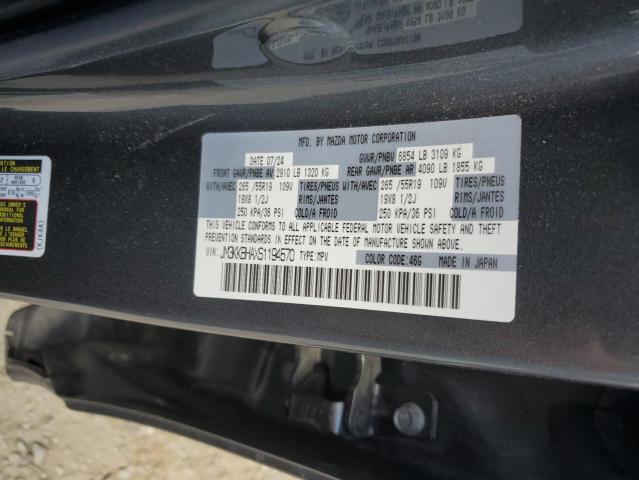 MFD. BY MAZDA MOTOR CORPORATION
DATE 07/24 GVWR/PNBV 6854 LB 3109 KG
FRONT GAWR/PNBE AV 2910 LB 1320 KG REAR GAWR/PNBE AR 4090 LB 1855 KG
WITH/AVEC 265 /55R19 109V TIRES/PNEUS WITH/AVEC 265 /55R19 109V TIRES/PNEUS
19X8 1/2J RIMS/JANTES 19X8 1/2J RIMS/JANTES
250 KPA/36 PSI COLD/A FROID 250 KPA/36 PSI COLD/A FROID
THIS VEHICLE CONFORMS TO ALL APPLICABLE FEDERAL MOTOR VEHICLE SAFETY AND THEFT
PREVENTION STANDARDS IN EFFECT ON THE DATE OF MANUFACTURE SHOWN ABOVE.
VIN: JM3KKBHAXS1194570 TYPE:MPV
COLOR CODE:46G MADE IN JAPAN
SEE OWNER'S
(KJKBA)